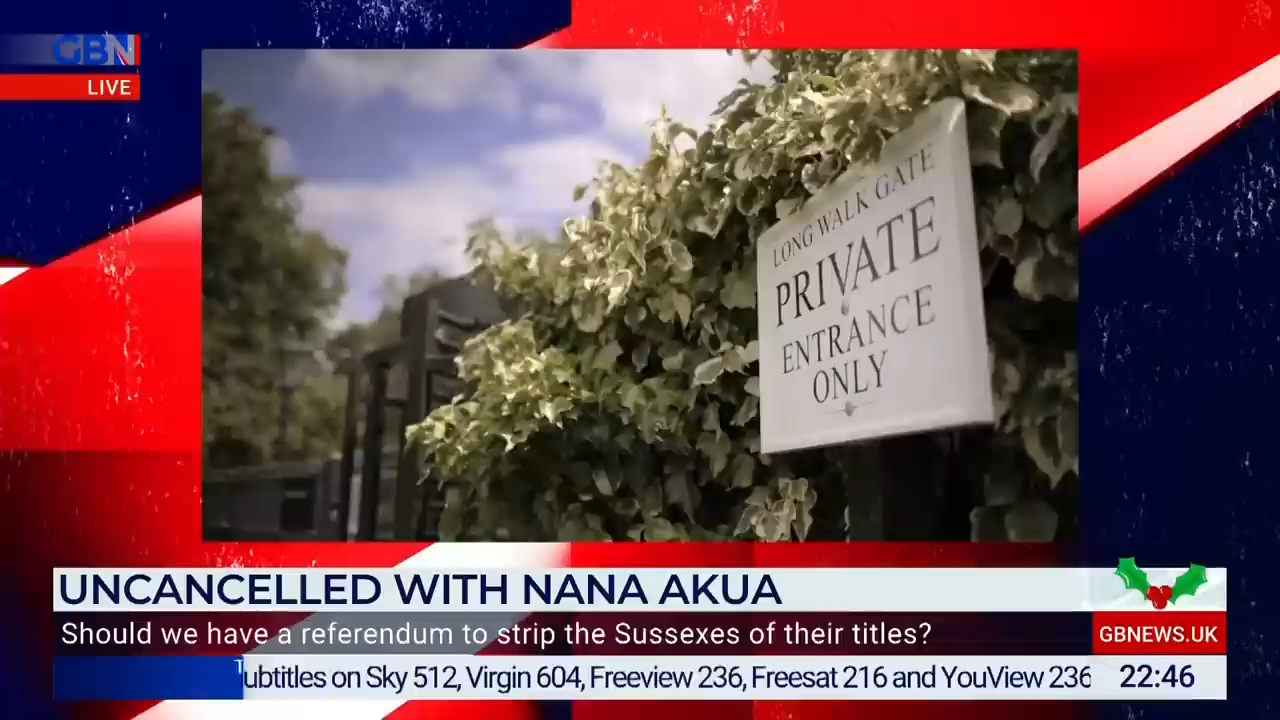 GBN
LIVE
LONG WALK GATE
PRIVATE
ENTRANCE
ONLY
UNCANCELLED WITH NANA AKUA
Should we have a referendum to strip the Sussexes of their titles?
GBNEWS.UK
ubtitles on Sky 512, Virgin 604, Freeview 236, Freesat 216 and YouView 236
22:46